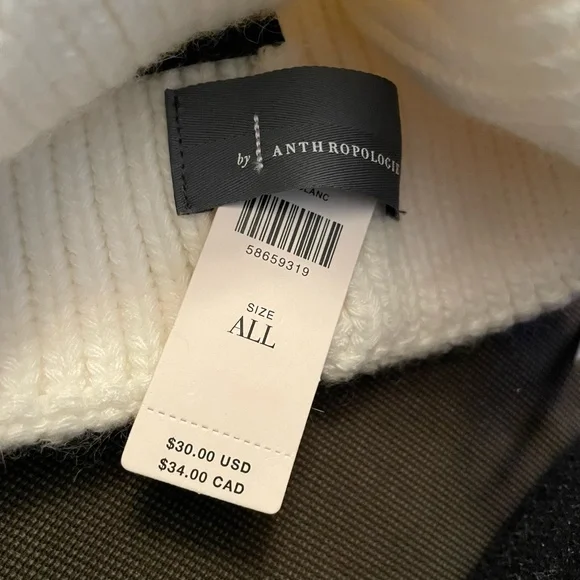 by ANTHROPOLOGIE
58659319
SIZE
ALL
$30.00 USD
$34.00 CAD